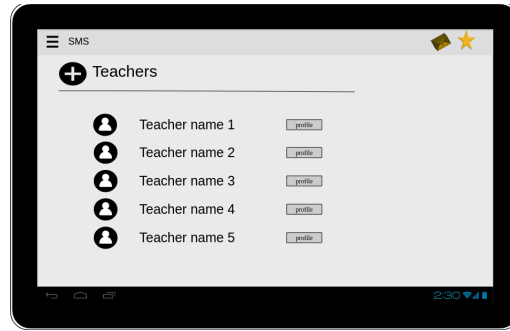 SMS
Teachers
Teacher name 1 profile
Teacher name 2 profile
Teacher name 3 profile
Teacher name 4 profile
Teacher name 5 profile
2:30